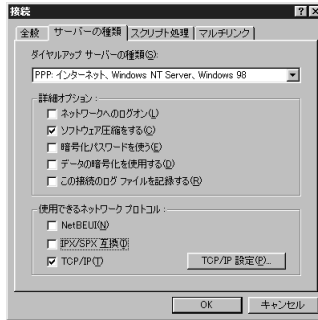 接続
全般 サーバーの種類 スクリプト処理 マルチリンク
ダイヤルアップ サーバーの種類(S):
PPP: インターネット、Windows NT Server、Windows 98
詳細オプション:
ネットワークへのログオン(L)
ソフトウェア圧縮をする(C)
暗号化パスワードを使う(E)
データの暗号化を使用する(D)
この接続のログ ファイルを記録する(R)
使用できるネットワーク プロトコル:
NetBEUI(N)
IPX/SPX 互換(I)
TCP/IP(T)
TCP/IP 設定(P)...
OK キャンセル